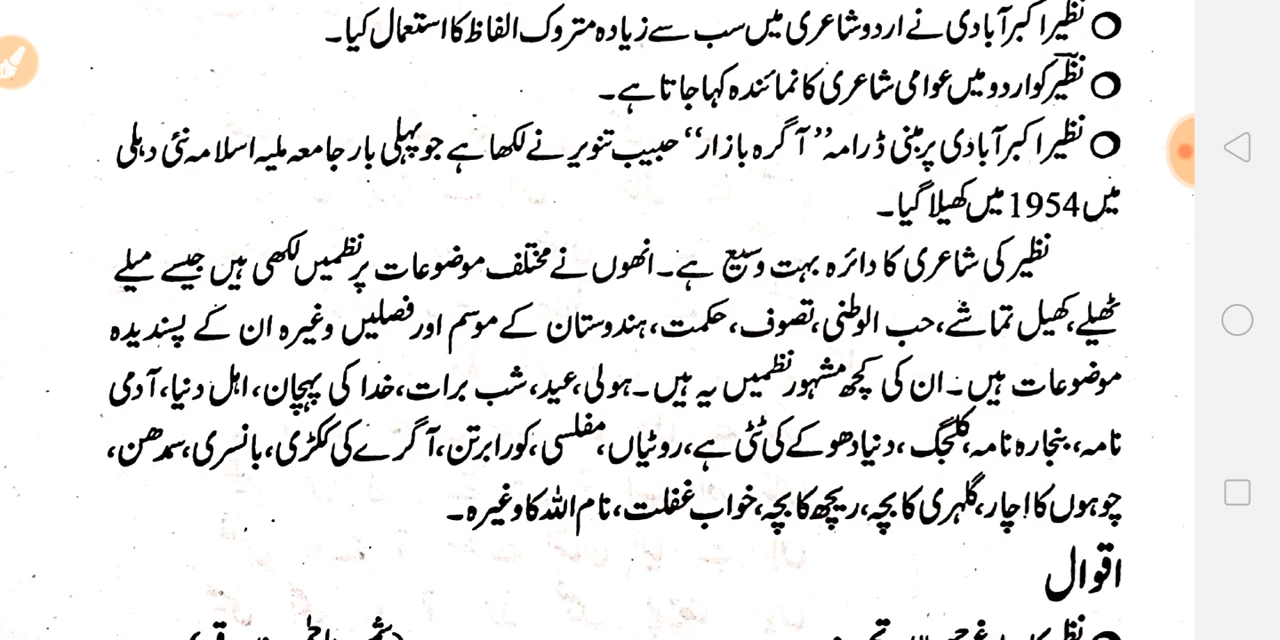 نظیر اکبر آبادی نے اردو شاعری میں سب سے زیادہ متروک الفاظ کا استعمال کیا۔
نظیرؔ کو اردو میں عوامی شاعری کا نمائندہ کہا جاتا ہے۔
نظیر اکبر آبادی پر مبنی ڈرامہ ”آگرہ بازار“ حبیب تنویر نے لکھا ہے جو پہلی بار جامعہ ملیہ اسلامہ نئی دہلی
میں 1954 میں کھیلا گیا۔
نظیر کی شاعری کا دائرہ بہت وسیع ہے۔ انھوں نے مختلف موضوعات پر نظمیں لکھی ہیں جیسے میلے
ٹھیلے، کھیل تماشے، حب الوطنی، تصوف، حکمت، ہندوستان کے موسم اور فصلیں وغیرہ ان کے پسندیدہ
موضوعات ہیں۔ ان کی کچھ مشہور نظمیں یہ ہیں۔ ہولی، عید، شب برات، خدا کی پہچان، اہل دنیا، آدمی
نامہ، بنجارہ نامہ، کلجگ، دنیا دھوکے کی ٹٹی ہے، روٹیاں، مفلسی، کورا برتن، آگرے کی ککڑی، بانسری، سدھن،
چوہوں کا اچار، گلہری کا بچہ، ریچھ کا بچہ، خواب غفلت، نام اللہ کا وغیرہ۔
اقوال